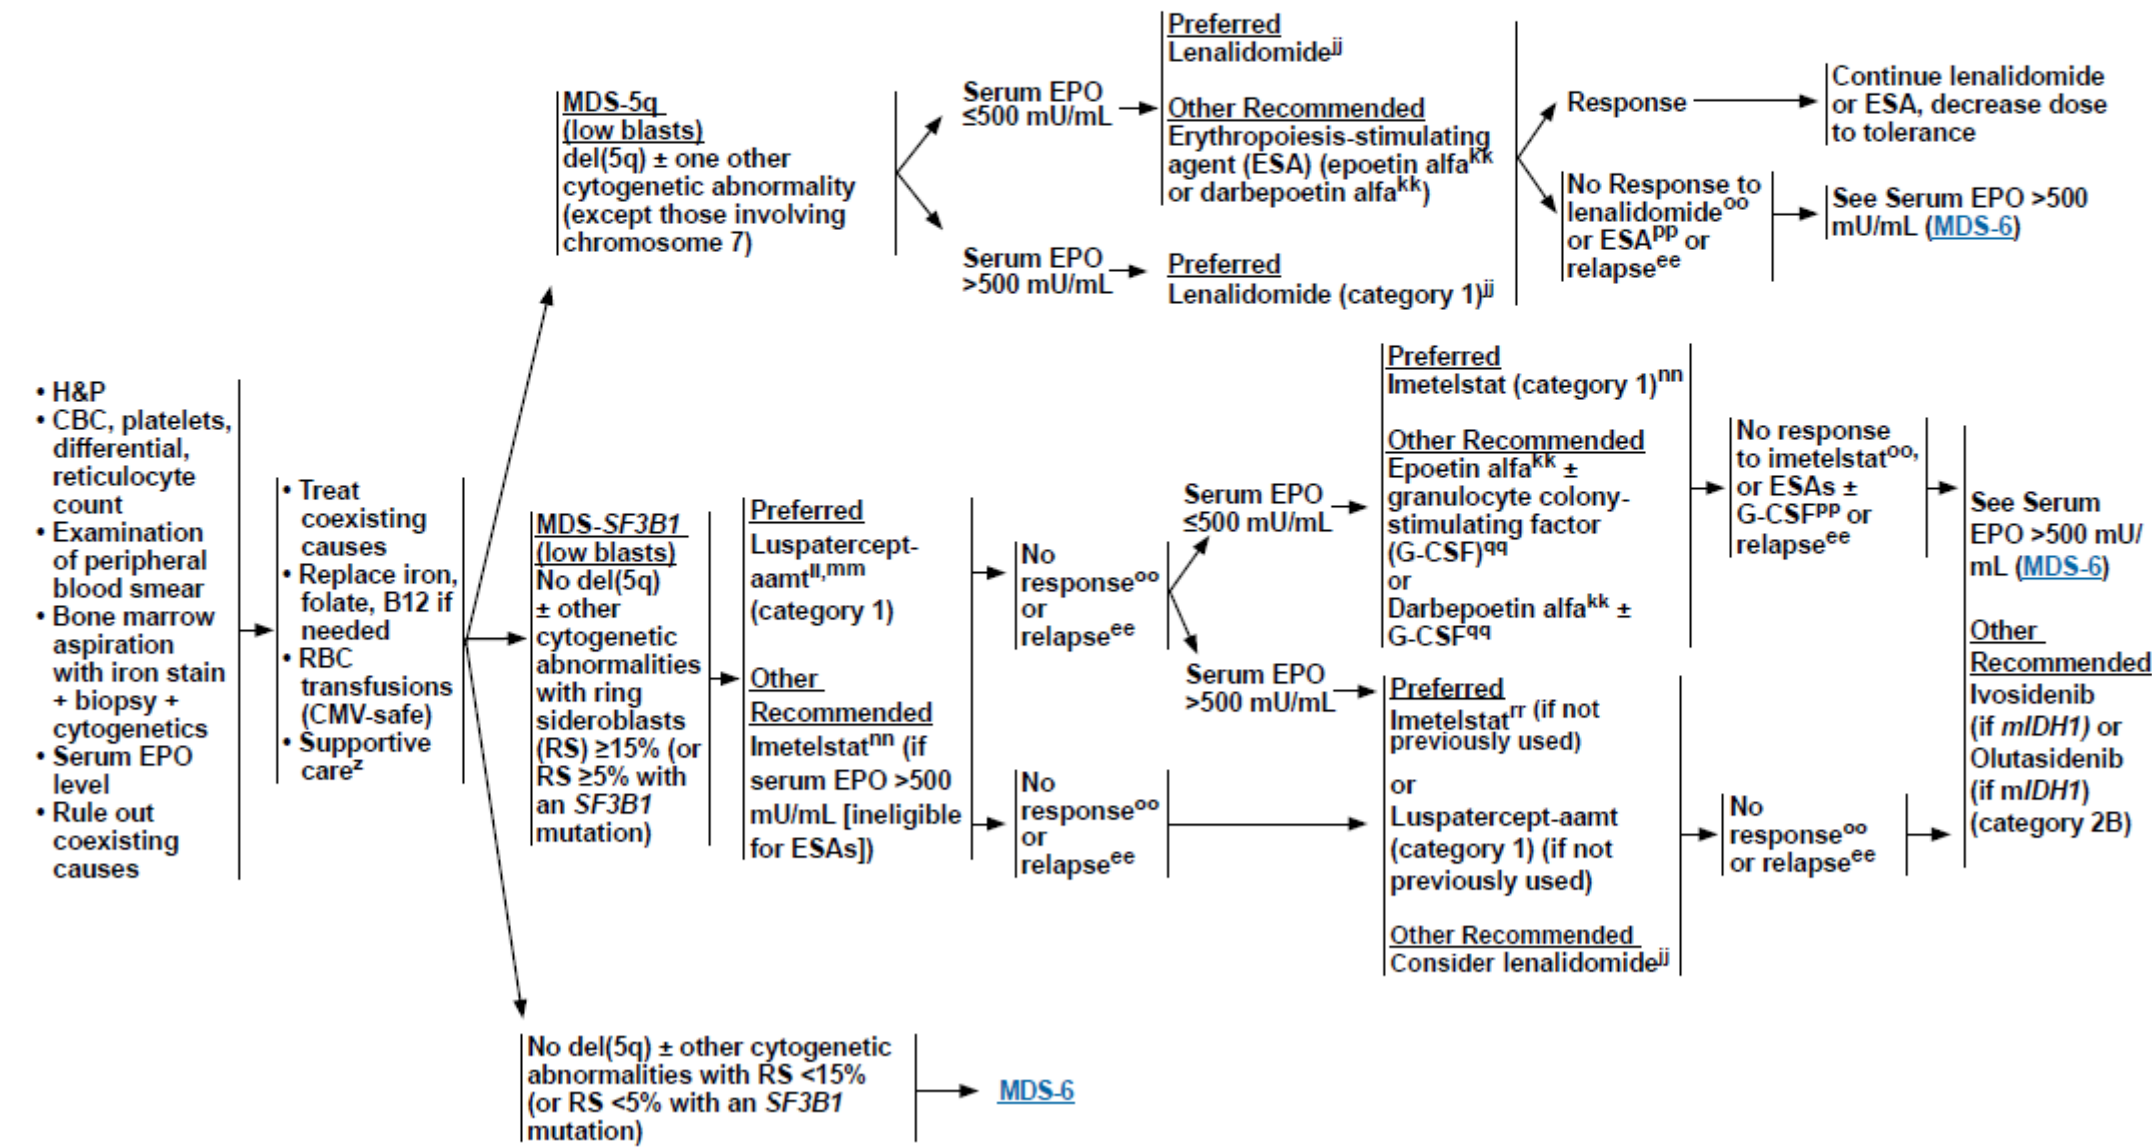 • H&P
• CBC, platelets,
differential,
reticulocyte
count
• Examination
of peripheral
blood smear
• Bone marrow
aspiration
with iron stain
+ biopsy +
cytogenetics
• Serum EPO
level
• Rule out
coexisting
causes
• Treat
coexisting
causes
• Replace iron,
folate, B12 if
needed
• RBC
transfusions
(CMV-safe)
• Supportive
care^z
MDS-5q
(low blasts)
del(5q) ± one other
cytogenetic abnormality
(except those involving
chromosome 7)
Serum EPO
≤500 mU/mL
Preferred
Lenalidomide^jj
Other Recommended
Erythropoiesis-stimulating
agent (ESA) (epoetin alfa^kk
or darbepoetin alfa^kk)
Serum EPO
>500 mU/mL
Preferred
Lenalidomide (category 1)^jj
Response
Continue lenalidomide
or ESA, decrease dose
to tolerance
No Response to
lenalidomide^oo
or ESA^pp or
relapse^ee
See Serum EPO >500
mU/mL (MDS-6)
MDS-SF3B1
(low blasts)
No del(5q)
± other
cytogenetic
abnormalities
with ring
sideroblasts
(RS) ≥15% (or
RS ≥5% with
an SF3B1
mutation)
Preferred
Luspatercept-
aamt^ll,mm
(category 1)
Other
Recommended
Imetelstat^nn (if
serum EPO >500
mU/mL [ineligible
for ESAs])
No
response^oo
or
relapse^ee
Serum EPO
≤500 mU/mL
Preferred
Imetelstat (category 1)^nn
Other Recommended
Epoetin alfa^kk ±
granulocyte colony-
stimulating factor
(G-CSF)^qq
or
Darbepoetin alfa^kk ±
G-CSF^qq
No response
to imetelstat^oo,
or ESAs ±
G-CSF^pp or
relapse^ee
Serum EPO
>500 mU/mL
No
response^oo
or
relapse^ee
Preferred
Imetelstat^rr (if not
previously used)
or
Luspatercept-aamt
(category 1) (if not
previously used)
Other Recommended
Consider lenalidomide^jj
No
response^oo
or relapse^ee
See Serum
EPO >500 mU/
mL (MDS-6)
Other
Recommended
Ivosidenib
(if mIDH1) or
Olutasidenib
(if mIDH1)
(category 2B)
No del(5q) ± other cytogenetic
abnormalities with RS <15%
(or RS <5% with an SF3B1
mutation)
MDS-6